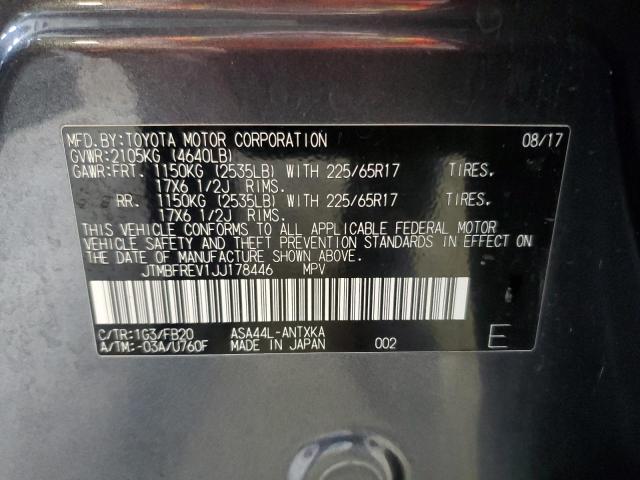 MFD.BY:TOYOTA MOTOR CORPORATION 08/17
GVWR:2105KG (4640LB)
GAWR:FRT. 1150KG (2535LB) WITH 225/65R17 TIRES.
17X6 1/2J RIMS.
RR. 1150KG (2535LB) WITH 225/65R17 TIRES.
17X6 1/2J RIMS.
THIS VEHICLE CONFORMS TO ALL APPLICABLE FEDERAL MOTOR
VEHICLE SAFETY AND THEFT PREVENTION STANDARDS IN EFFECT ON
THE DATE OF MANUFACTURE SHOWN ABOVE.
JTMBFREV1JJ178446 MPV
C/TR:1G3/FB20 ASA44L-ANTXKA
A/TM:-03A/U760F MADE IN JAPAN 002 E